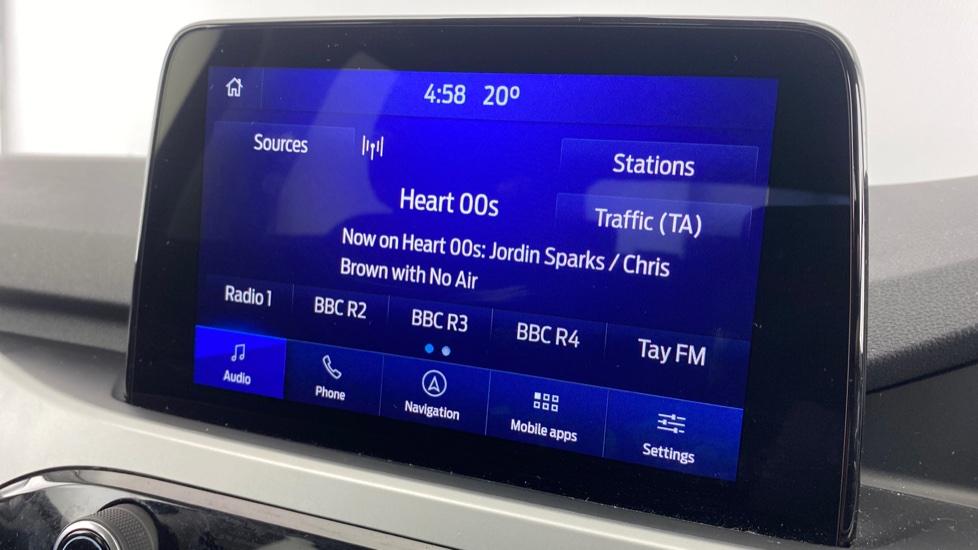 4:58 20°
Sources
Stations
Heart 00s
Traffic (TA)
Now on Heart 00s: Jordin Sparks / Chris
Brown with No Air
Radio 1 BBC R2 BBC R3 BBC R4 Tay FM
Audio Phone Navigation Mobile apps Settings